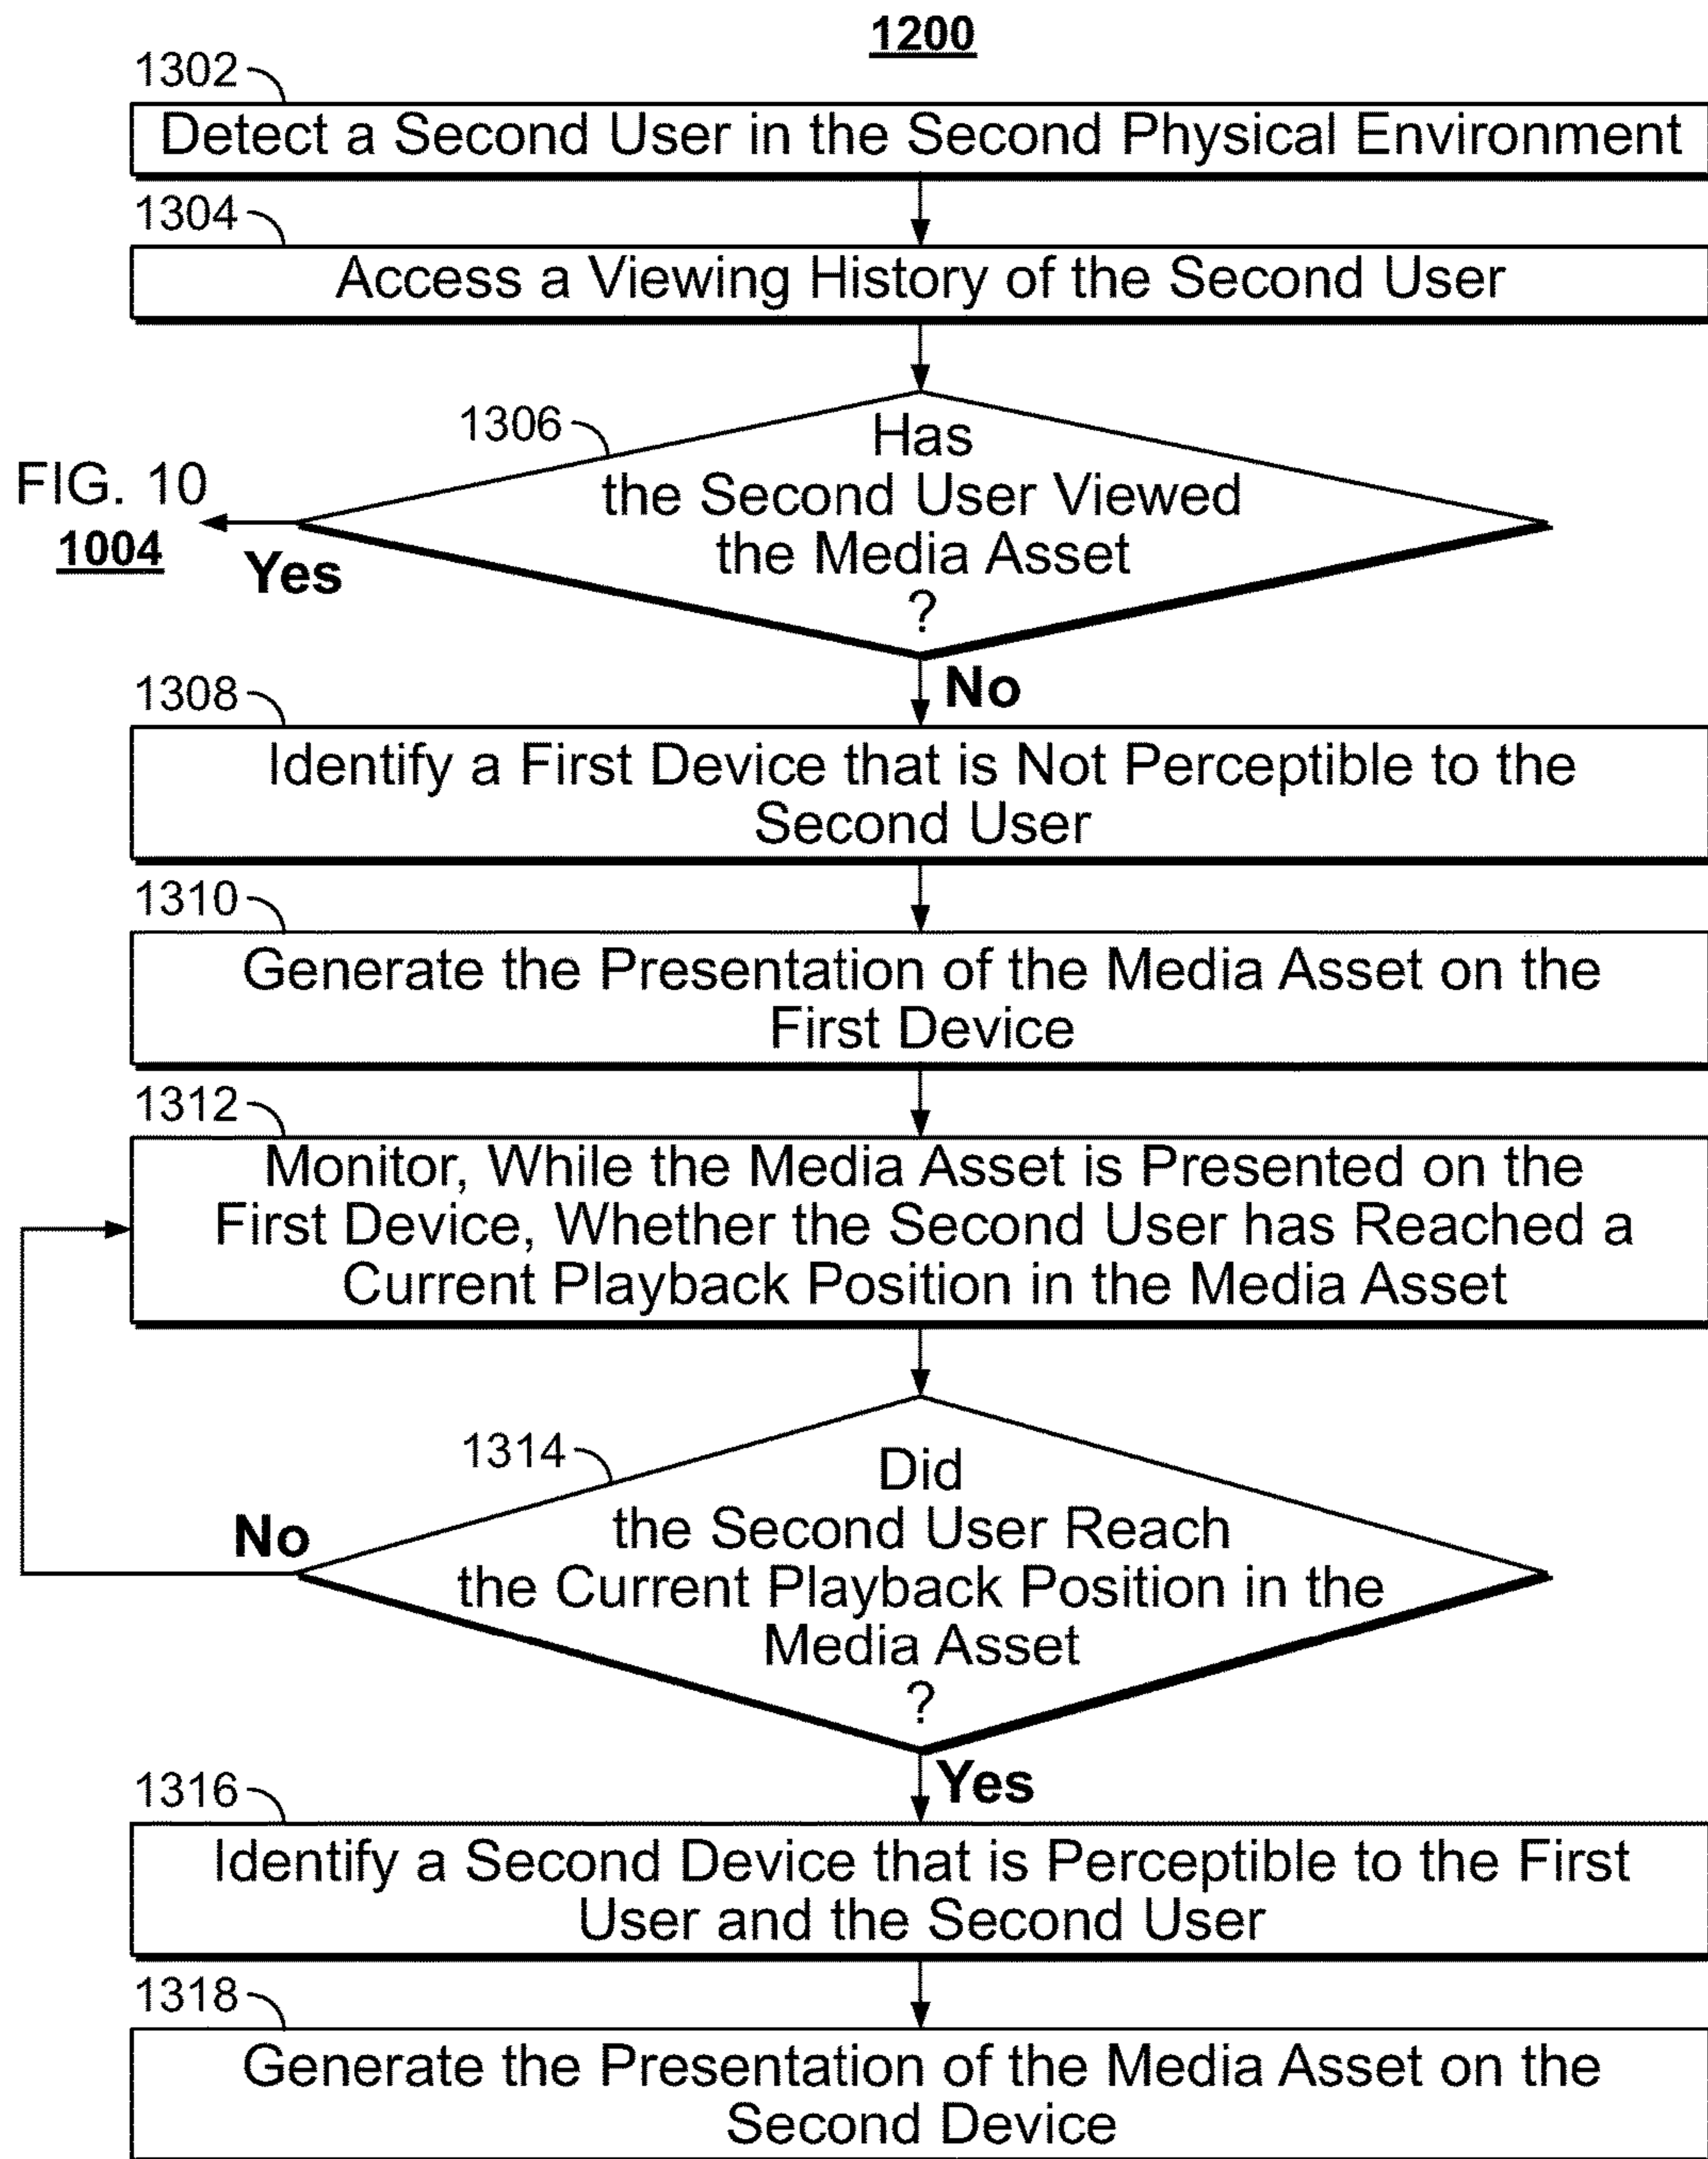 1200
1302
Detect a Second User in the Second Physical Environment
1304
Access a Viewing History of the Second User
1306
Has
the Second User Viewed
the Media Asset
?
FIG. 10
1004
Yes
No
1308
Identify a First Device that is Not Perceptible to the
Second User
1310
Generate the Presentation of the Media Asset on the
First Device
1312
Monitor, While the Media Asset is Presented on the
First Device, Whether the Second User has Reached a
Current Playback Position in the Media Asset
1314
Did
the Second User Reach
the Current Playback Position in the
Media Asset
?
No
Yes
1316
Identify a Second Device that is Perceptible to the First
User and the Second User
1318
Generate the Presentation of the Media Asset on the
Second Device